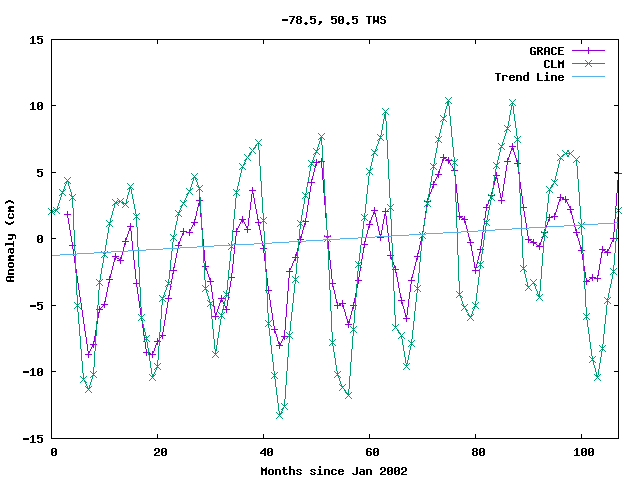 -78.5, 50.5 TWS
15
GRACE
CLM
Trend Line
10
5
0
-5
-10
-15
Anomaly (cm)
0 20 40 60 80 100
Months since Jan 2002